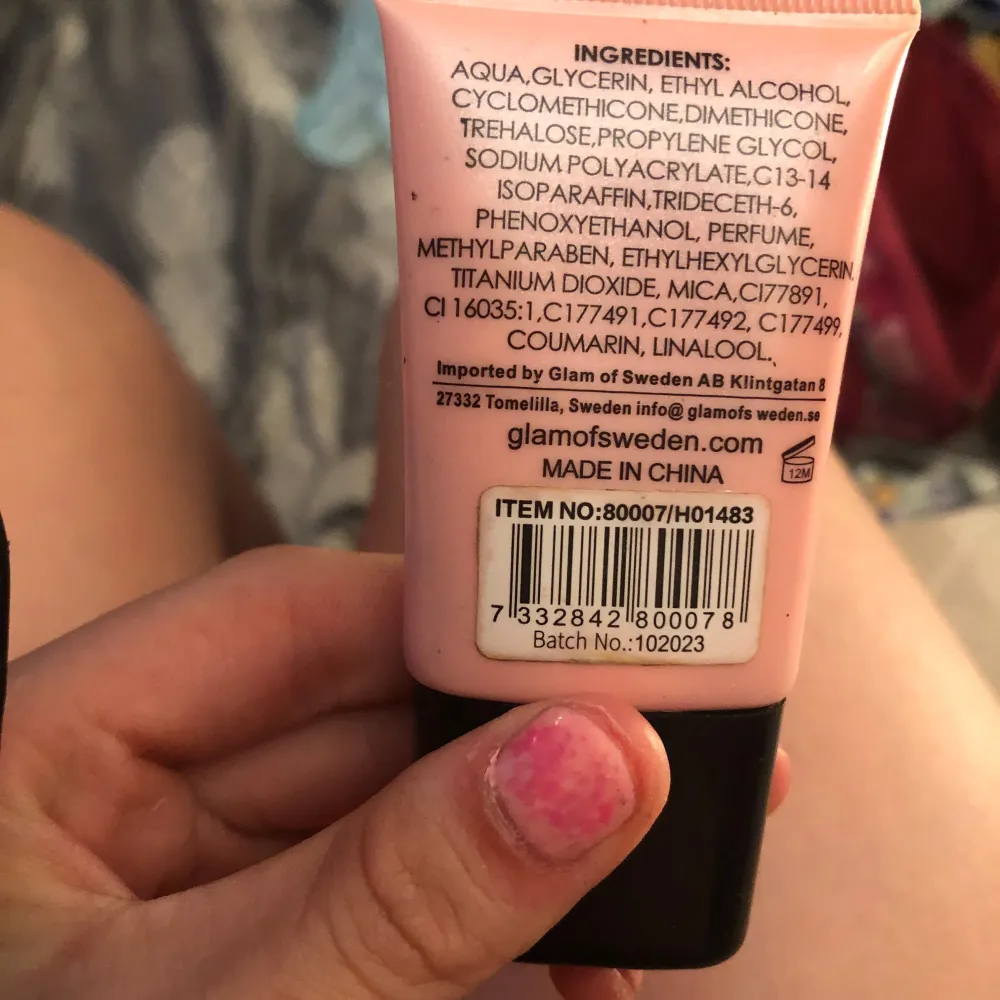 INGREDIENTS:
AQUA,GLYCERIN, ETHYL ALCOHOL,
CYCLOMETHICONE,DIMETHICONE,
TREHALOSE,PROPYLENE GLYCOL,
SODIUM POLYACRYLATE,C13-14
ISOPARAFFIN,TRIDECETH-6,
PHENOXYETHANOL, PERFUME,
METHYLPARABEN, ETHYLHEXYLGLYCERIN,
TITANIUM DIOXIDE, MICA,CI77891,
CI 16035:1,C177491,C177492, C177499,
COUMARIN, LINALOOL.
Imported by Glam of Sweden AB Klintgatan 8
27332 Tomelilla, Sweden info@ glamofs weden.se
glamofsweden.com
MADE IN CHINA
12M
ITEM NO:80007/H01483
7 332842 800078
Batch No.:102023